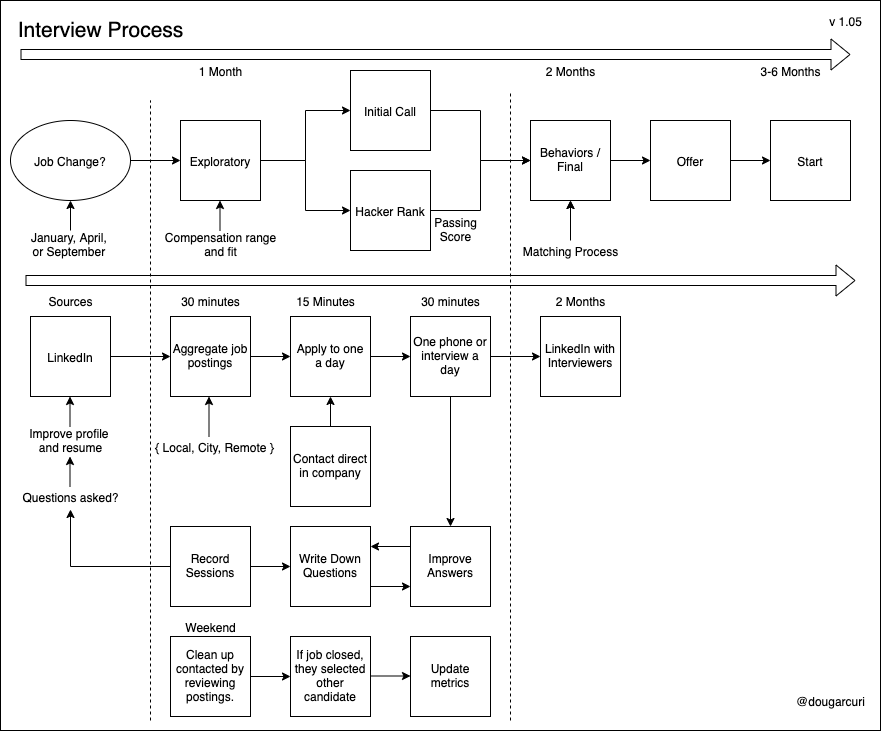 Interview Process
v 1.05
1 Month
2 Months
3-6 Months
Job Change?
Exploratory
Initial Call
Hacker Rank
Passing
Score
Behaviors /
Final
Offer
Start
January, April,
or September
Compensation range
and fit
Matching Process
Sources
30 minutes
15 Minutes
30 minutes
2 Months
LinkedIn
Aggregate job
postings
Apply to one
a day
One phone or
interview a
day
LinkedIn with
Interviewers
Improve profile
and resume
{ Local, City, Remote }
Contact direct
in company
Questions asked?
Record
Sessions
Write Down
Questions
Improve
Answers
Weekend
Clean up
contacted by
reviewing
postings.
If job closed,
they selected
other
candidate
Update
metrics
@dougarcuri